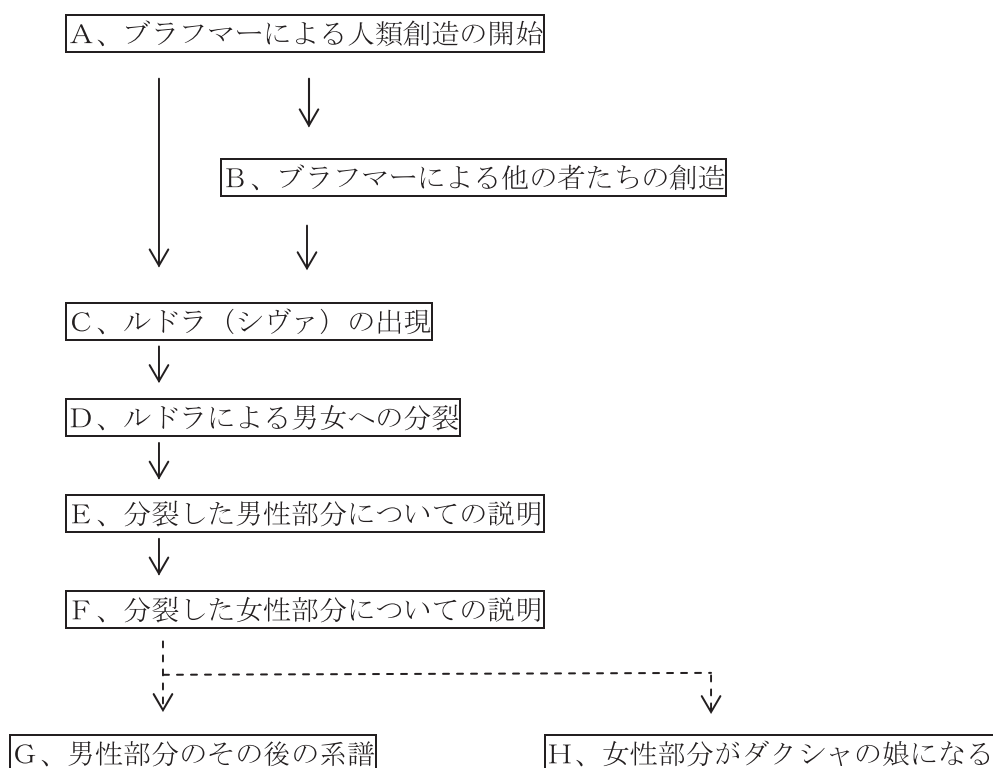 Ａ、ブラフマーによる人類創造の開始
Ｂ、ブラフマーによる他の者たちの創造
Ｃ、ルドラ（シヴァ）の出現
Ｄ、ルドラによる男女への分裂
Ｅ、分裂した男性部分についての説明
Ｆ、分裂した女性部分についての説明
Ｇ、男性部分のその後の系譜
Ｈ、女性部分がダクシャの娘になる